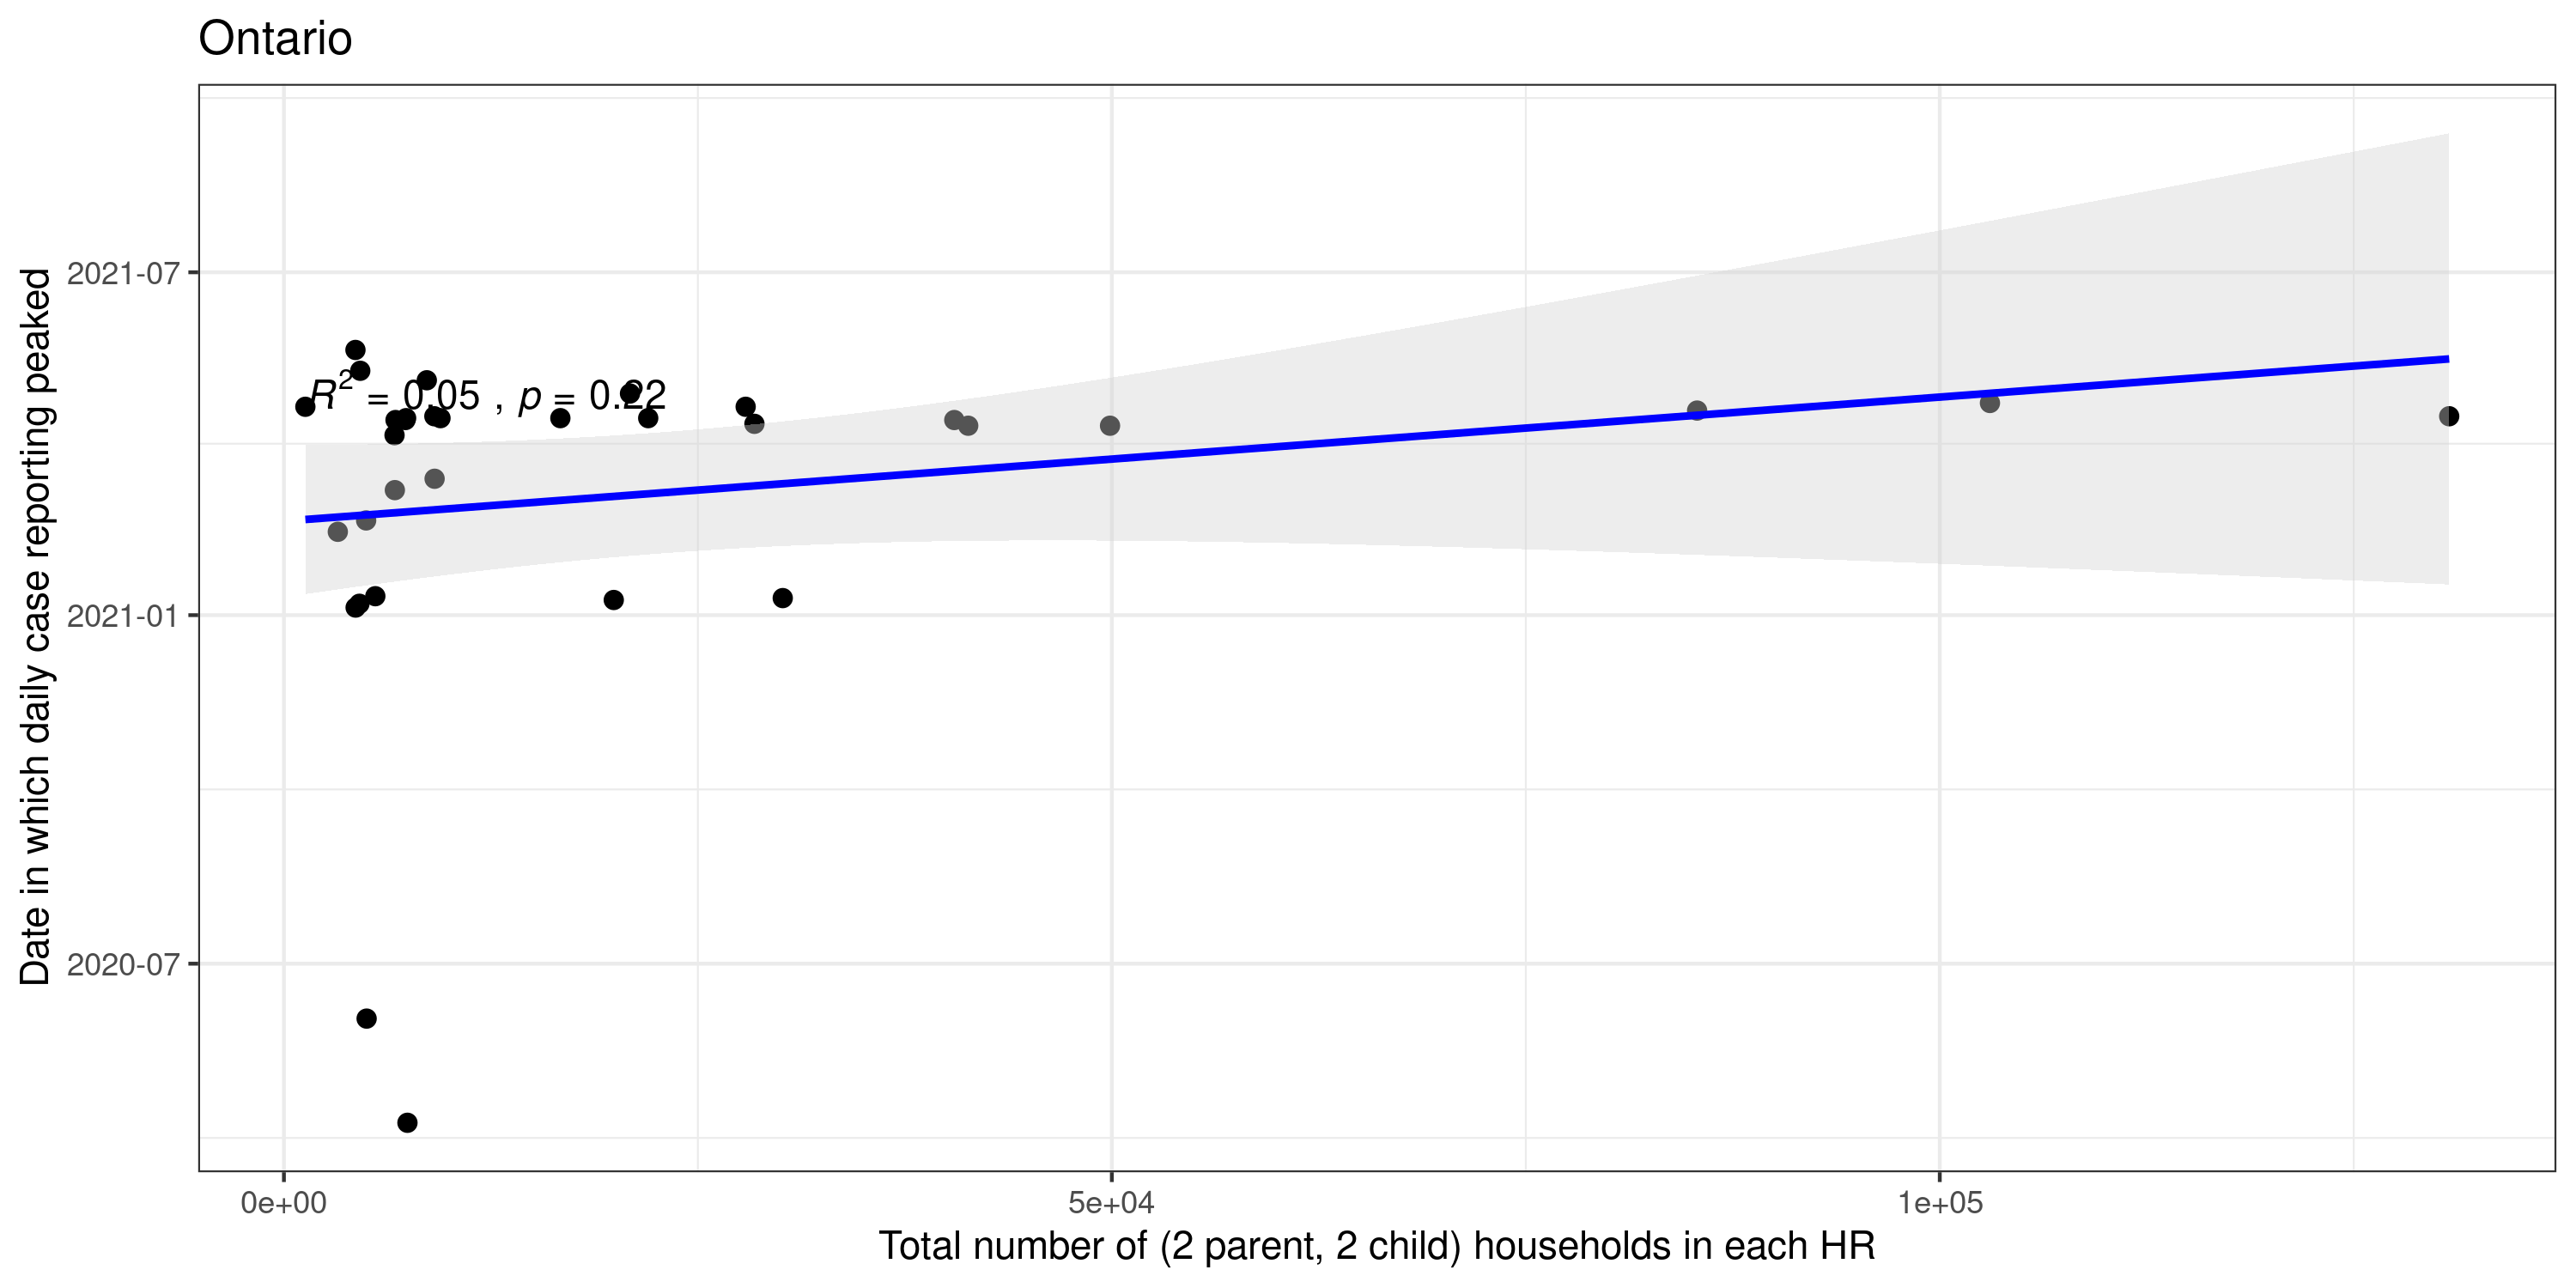 Ontario
Date in which daily case reporting peaked
2021-07
2021-01
2020-07
R² = 0.05 , p = 0.22
0e+00 5e+04 1e+05
Total number of (2 parent, 2 child) households in each HR